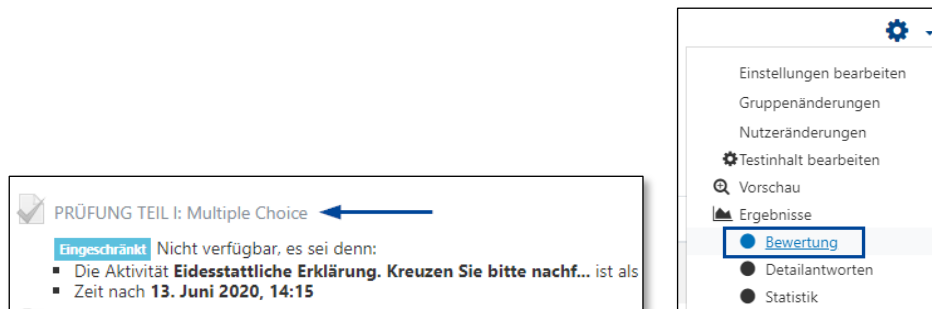 PRÜFUNG TEIL I: Multiple Choice
Eingeschränkt Nicht verfügbar, es sei denn:
▪ Die Aktivität Eidesstattliche Erklärung. Kreuzen Sie bitte nachf... ist als
▪ Zeit nach 13. Juni 2020, 14:15
Einstellungen bearbeiten
Gruppenänderungen
Nutzeränderungen
Testinhalt bearbeiten
Vorschau
Ergebnisse
Bewertung
Detailantworten
Statistik